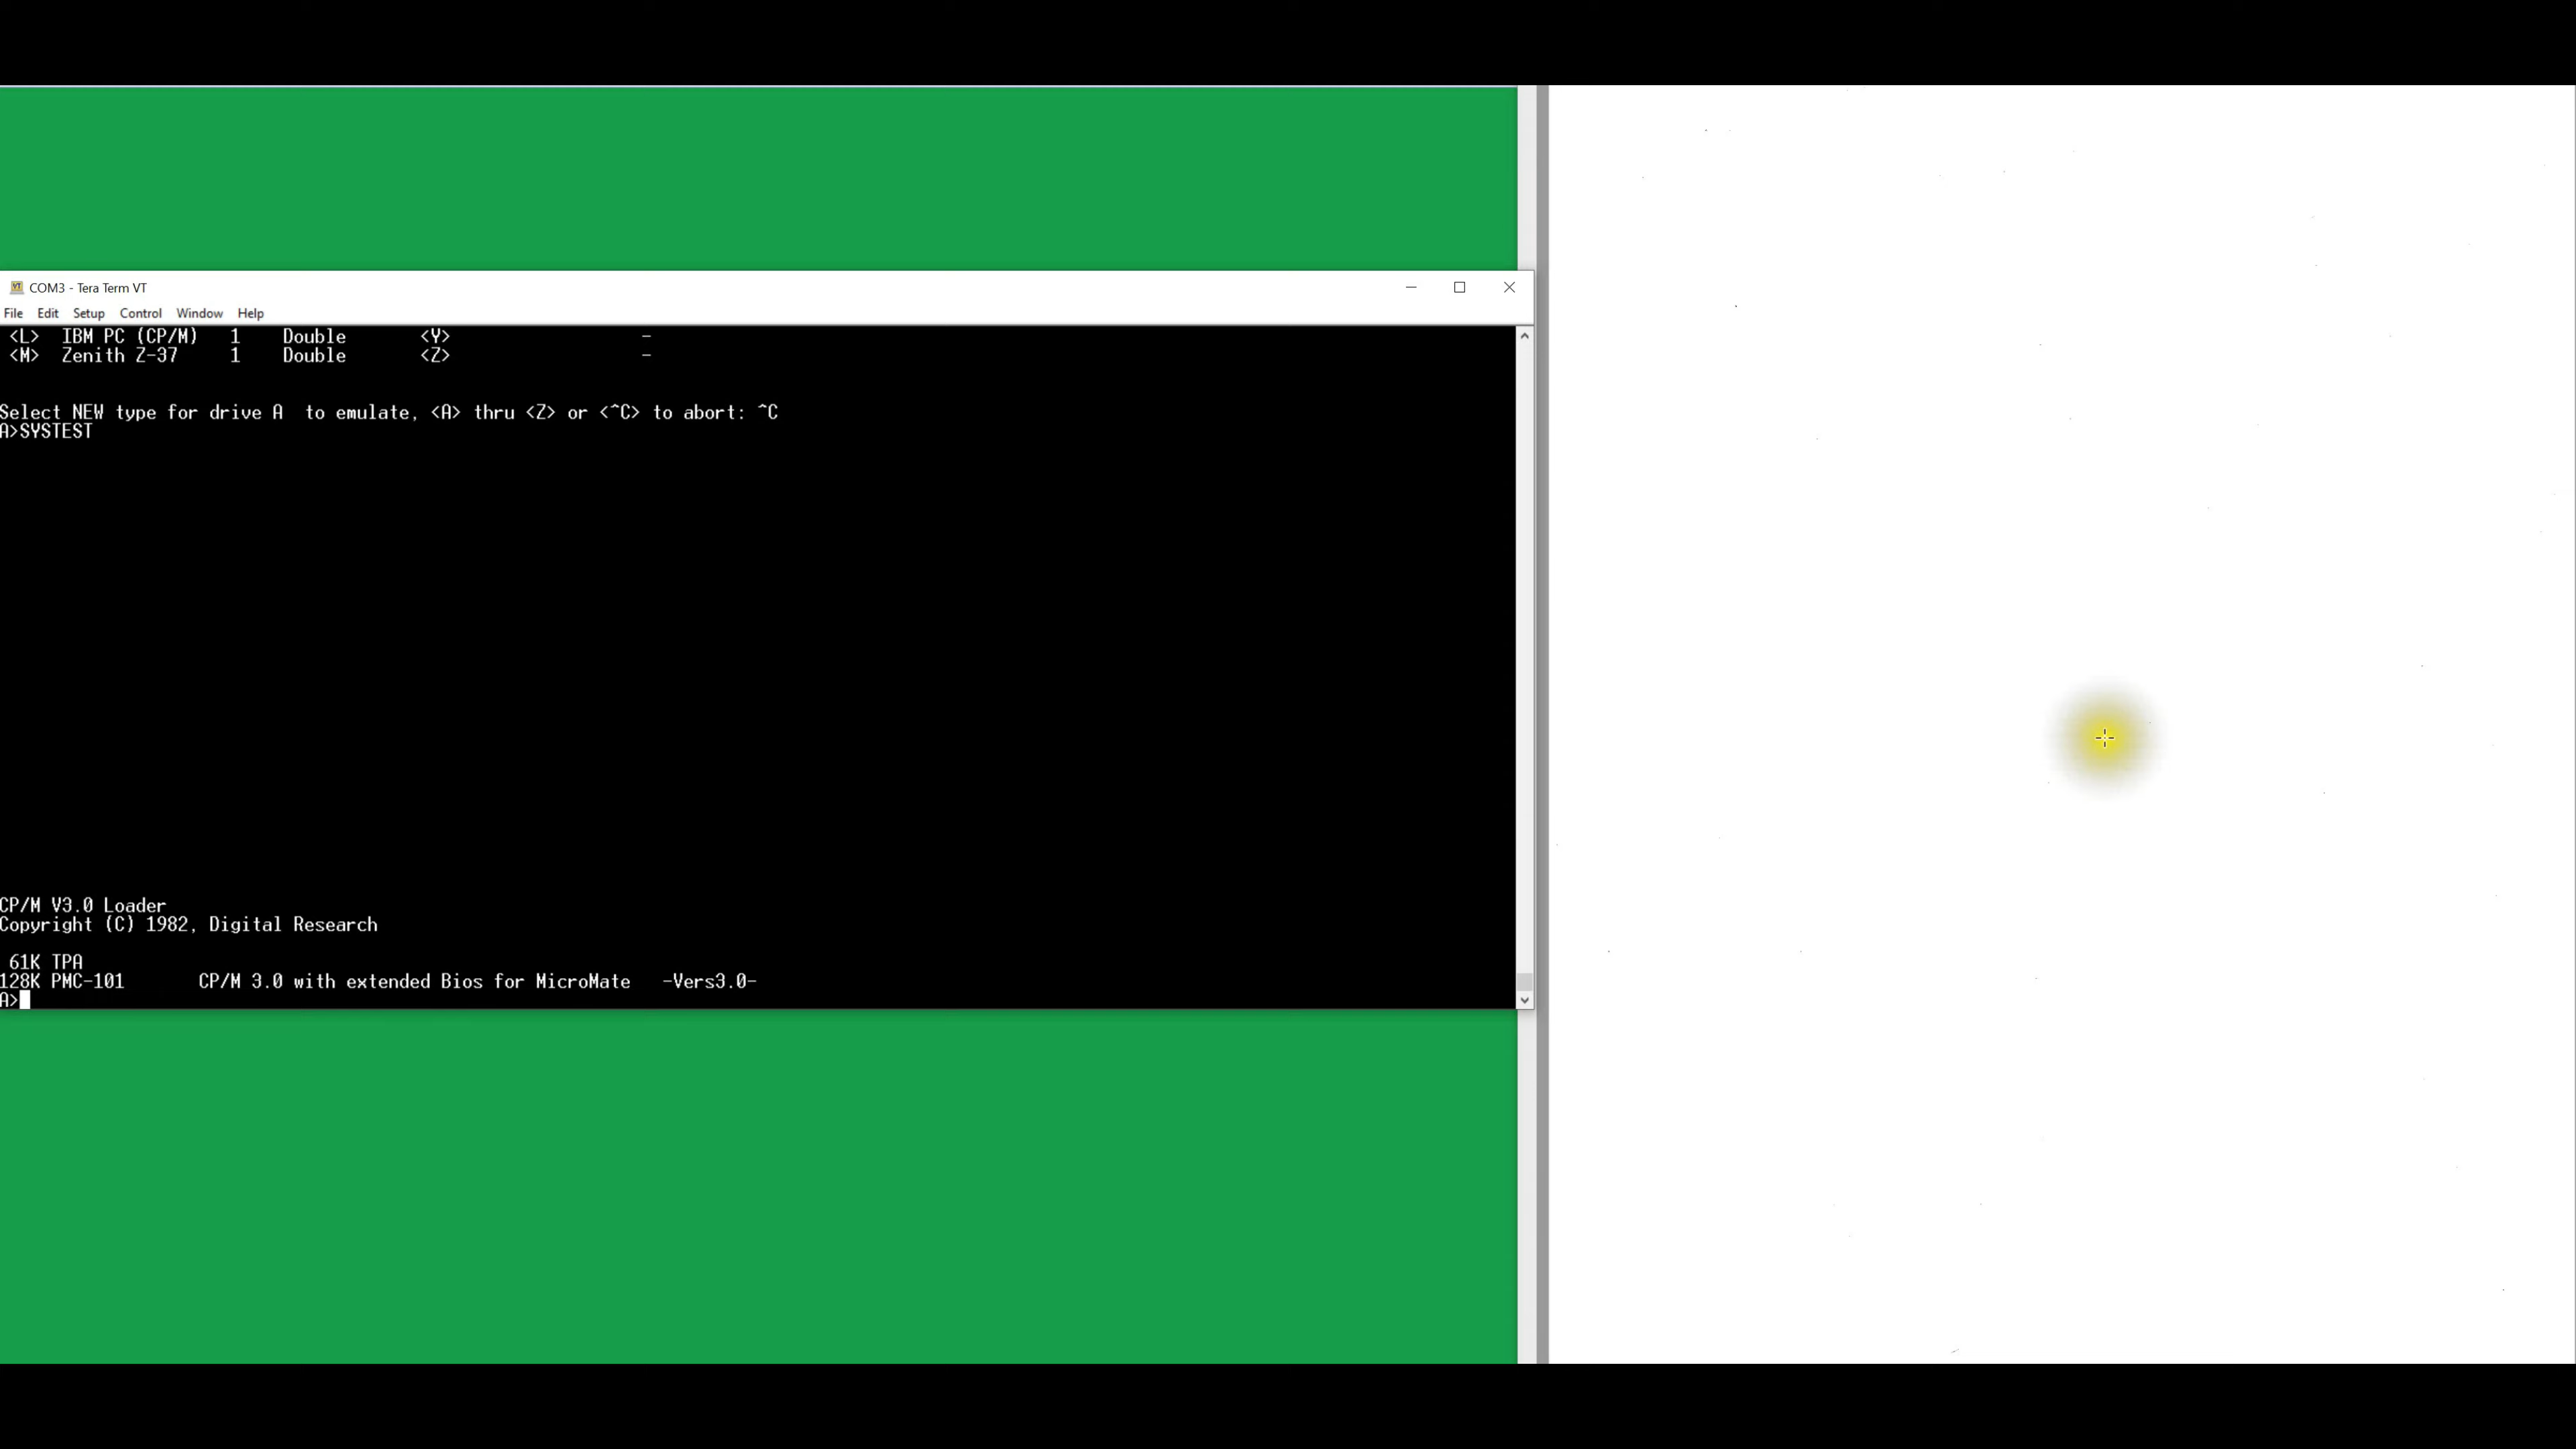 COM3 - Tera Term VT
File Edit Setup Control Window Help
<L> IBM PC (CP/M) 1 Double <Y> -
<M> Zenith Z-37 1 Double <Z> -
Select NEW type for drive A to emulate, <A> thru <Z> or <^C> to abort: ^C
A>SYSTEST
CP/M V3.0 Loader
Copyright (C) 1982, Digital Research
61K TPA
128K PMC-101 CP/M 3.0 with extended Bios for MicroMate -Vers3.0-
A>